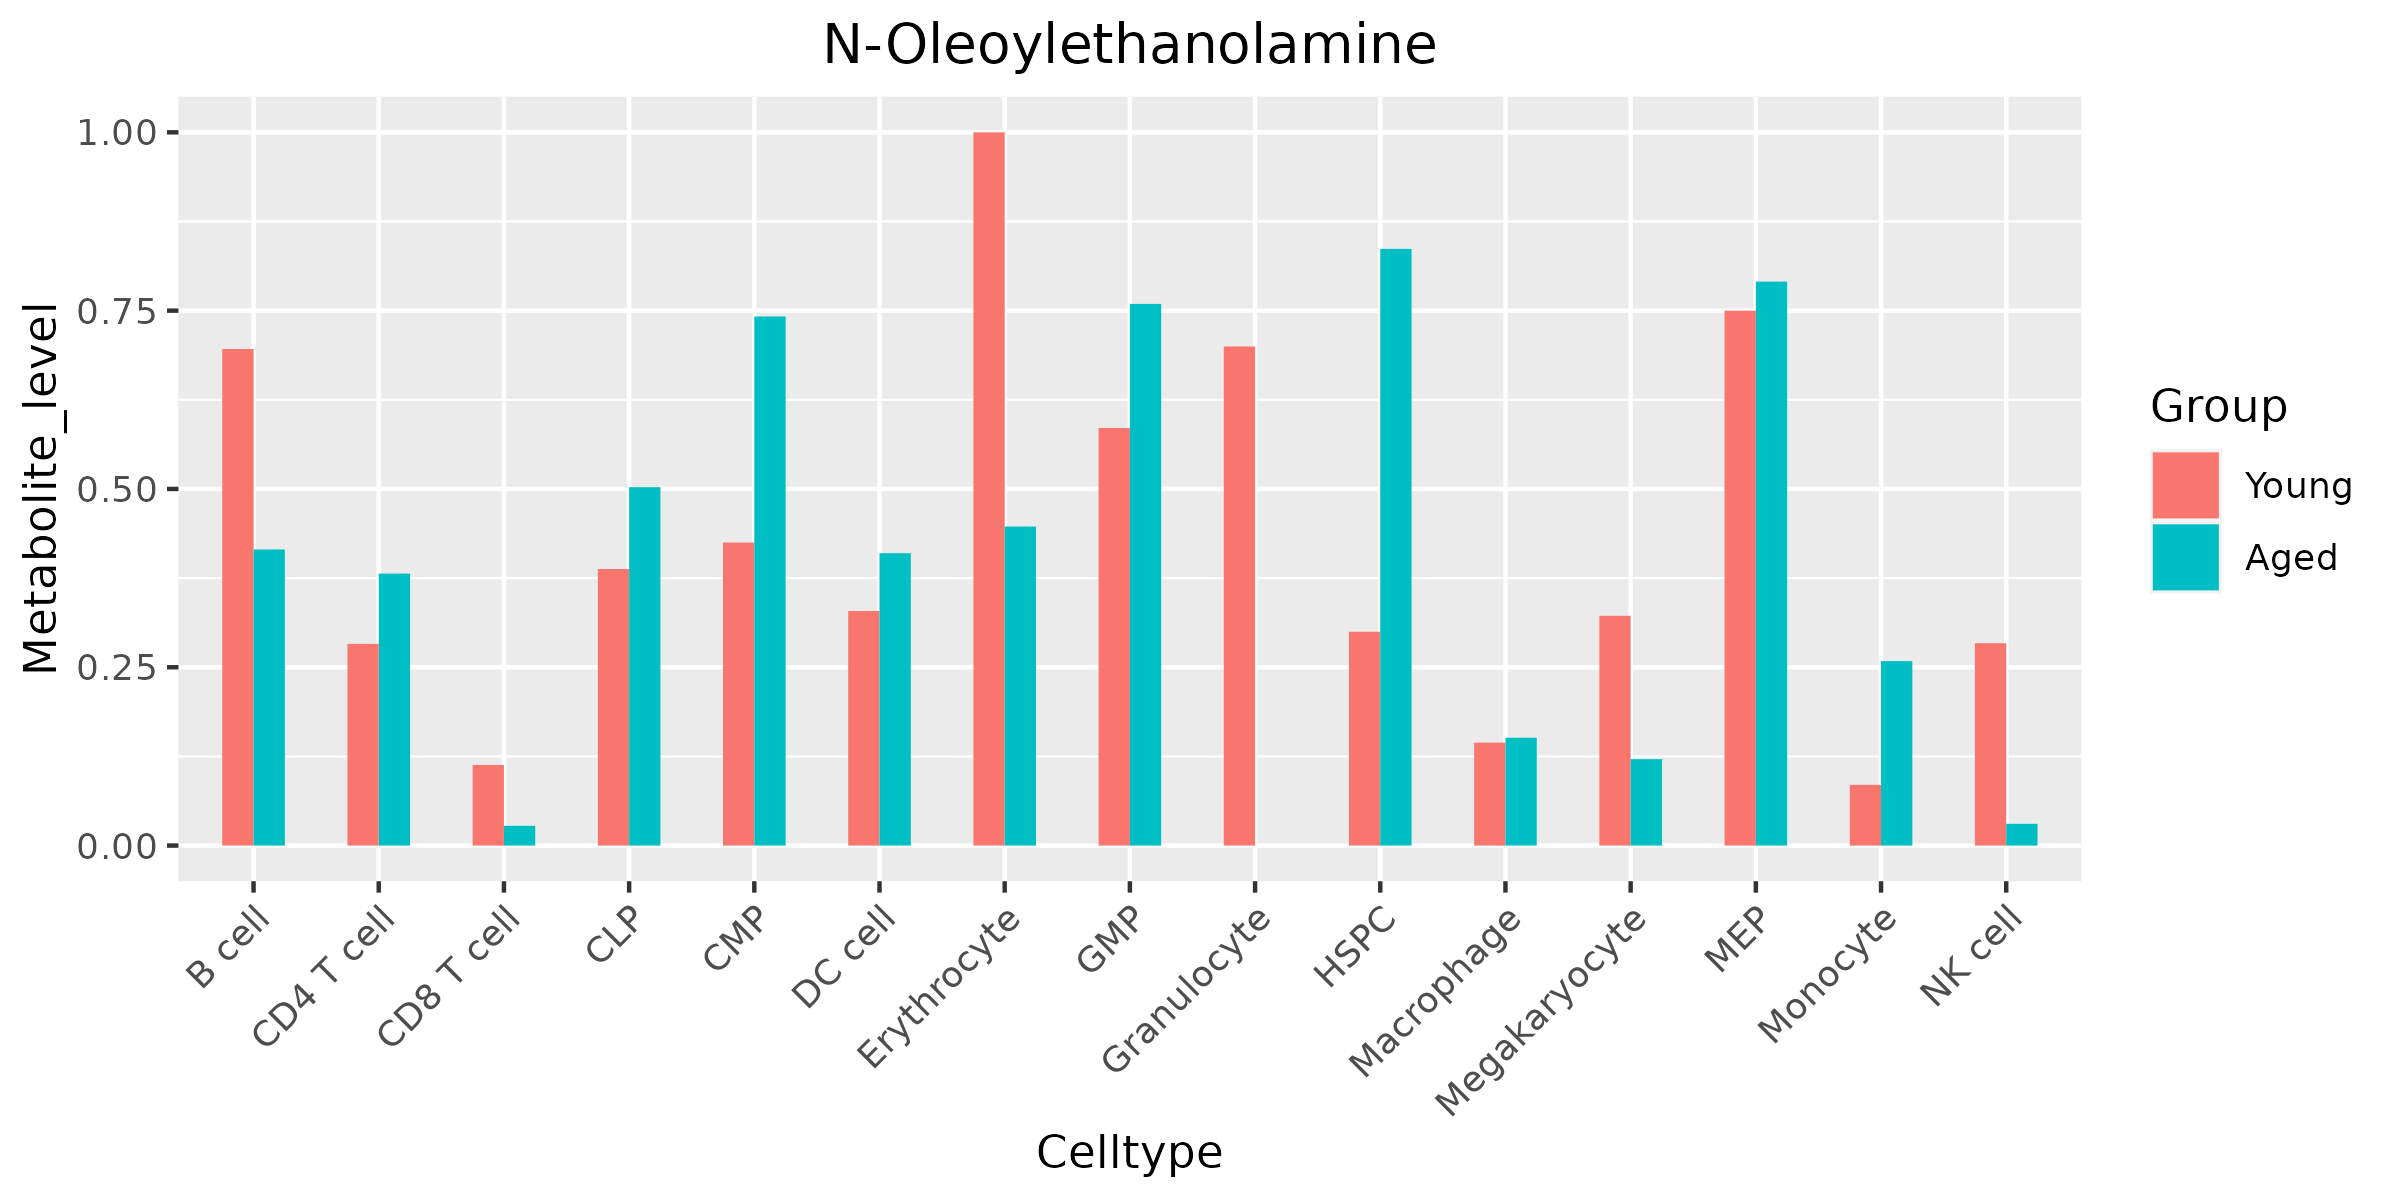 N-Oleoylethanolamine
Metabolite_level
1.00
0.75
0.50
0.25
0.00
B cell
CD4 T cell
CD8 T cell
CLP
CMP
DC cell
Erythrocyte
GMP
Granulocyte
HSPC
Macrophage
Megakaryocyte
MEP
Monocyte
NK cell
Celltype
Group
Young
Aged